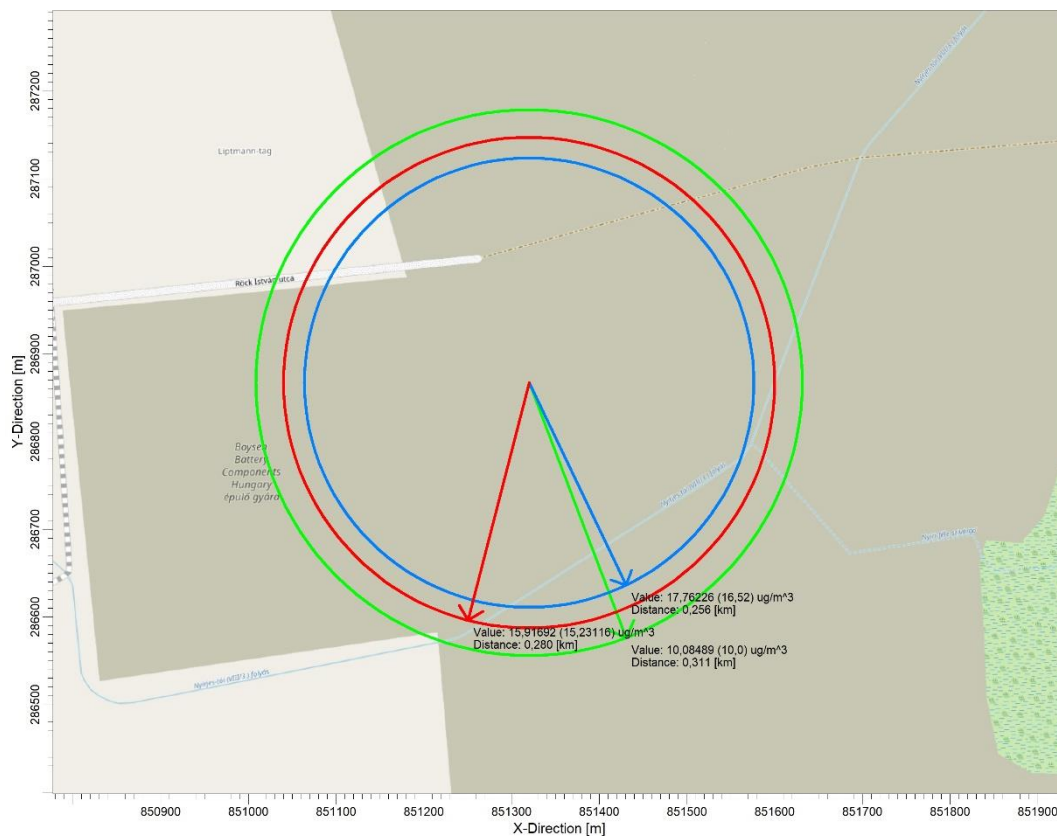 Liptmann-tag
Röck István utca
Boysen
Battery
Components
Hungary
épülő gyára
Value: 17,76226 (16,52) ug/m^3
Distance: 0,256 [km]
Value: 15,91692 (15,23116) ug/m^3
Distance: 0,280 [km]
Value: 10,08489 (10,0) ug/m^3
Distance: 0,311 [km]
Y-Direction [m]
287200
287100
287000
286900
286800
286700
286600
286500
850900
851000
851100
851200
851300
851400
851500
851600
851700
851800
851900
X-Direction [m]